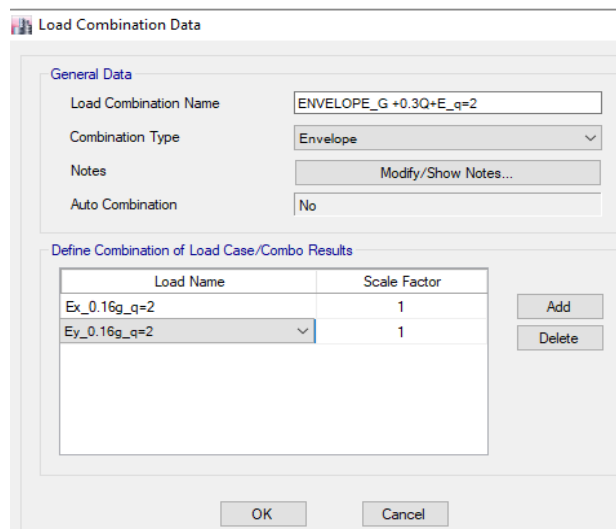 Load Combination Data
General Data
Load Combination Name ENVELOPE_G +0.3Q+E_q=2
Combination Type Envelope
Notes Modify/Show Notes...
Auto Combination No
Define Combination of Load Case/Combo Results
Load Name Scale Factor
Ex_0.16g_q=2 1 Add
Ey_0.16g_q=2 1 Delete
OK Cancel